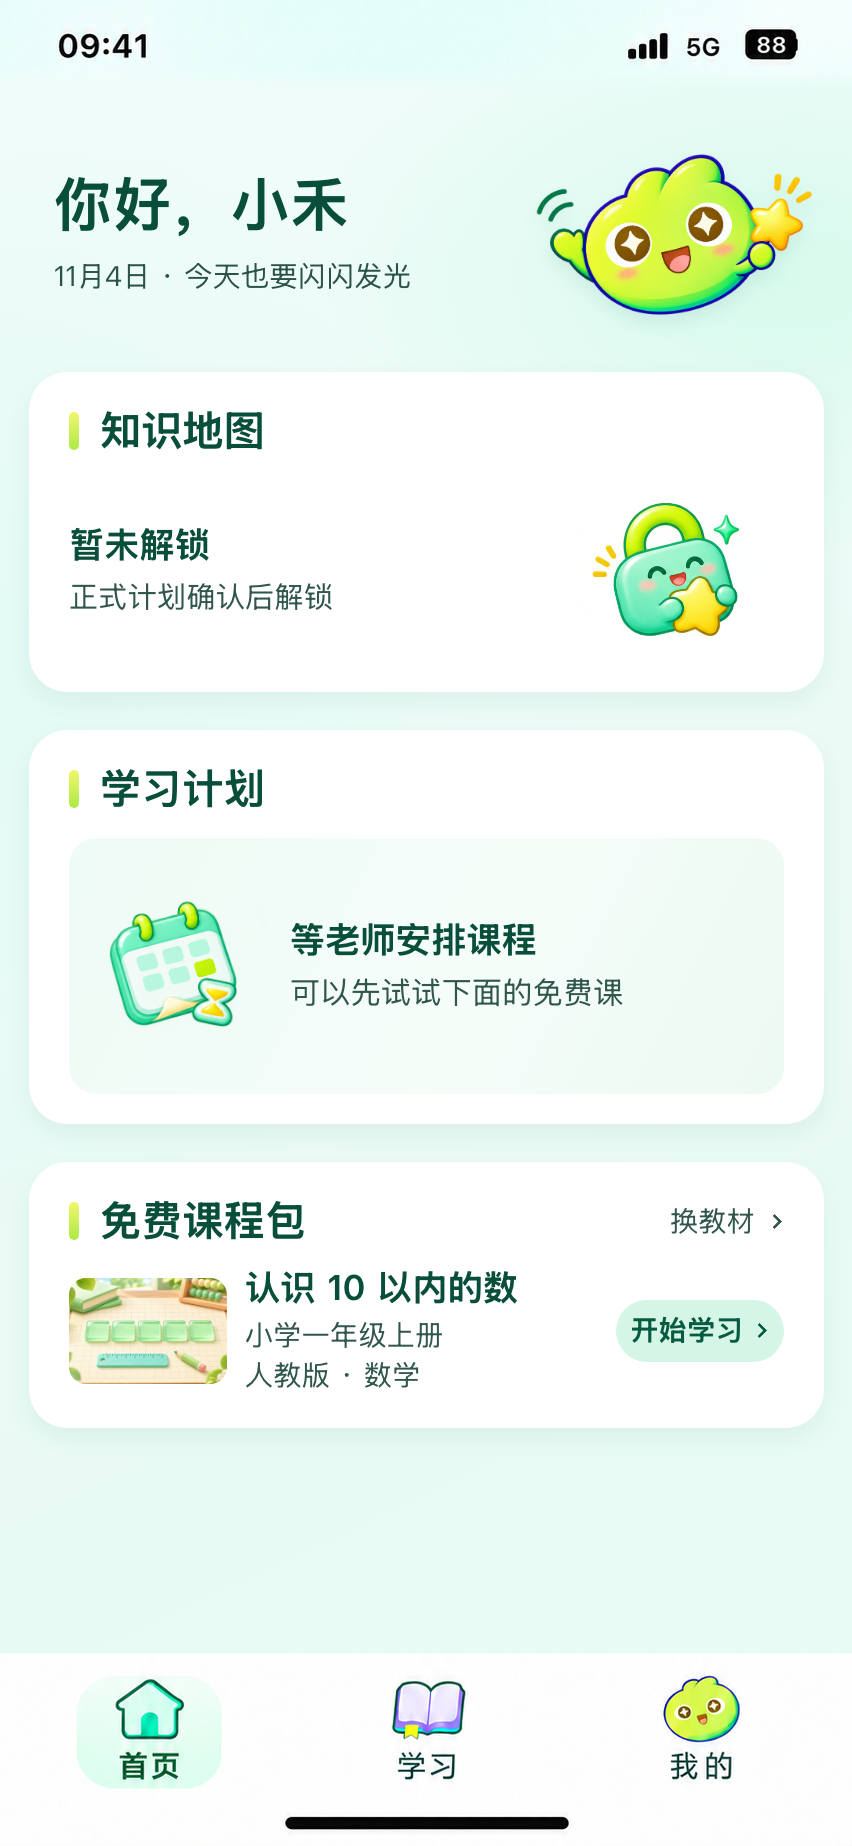 09:41
5G
88
你好，小禾
11月4日 · 今天也要闪闪发光
知识地图
暂未解锁
正式计划确认后解锁
学习计划
等老师安排课程
可以先试试下面的免费课
免费课程包
换教材 >
认识 10 以内的数
小学一年级上册
人教版 · 数学
开始学习 >
首页
学习
我的